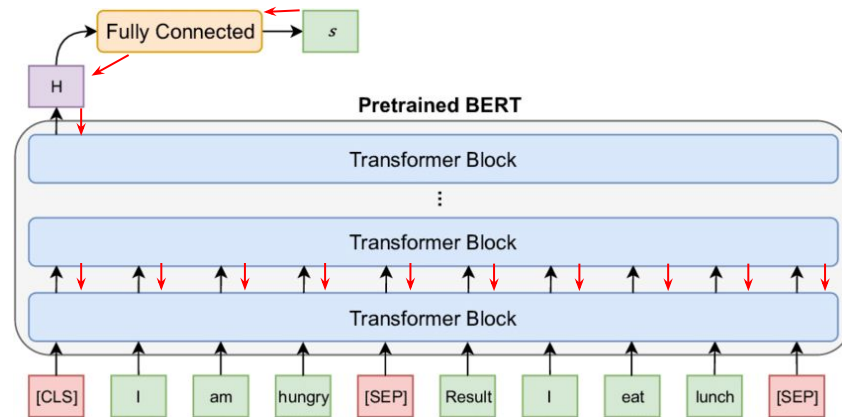 Fully Connected
s
H
Pretrained BERT
Transformer Block
...
Transformer Block
Transformer Block
[CLS] I am hungry [SEP] Result I eat lunch [SEP]